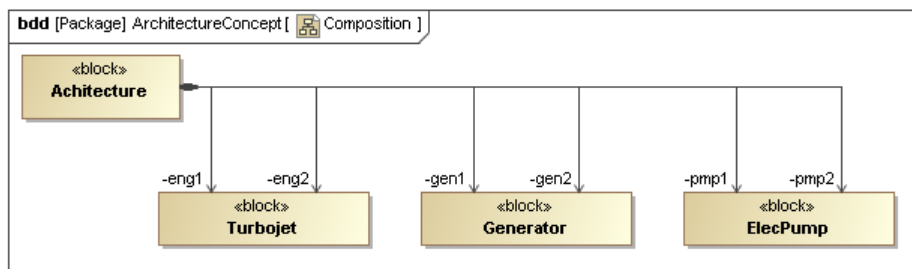 bdd [Package] ArchitectureConcept [ Composition ]
«block»
Achitecture
-eng1 -eng2 -gen1 -gen2 -pmp1 -pmp2
«block» «block» «block»
Turbojet Generator ElecPump